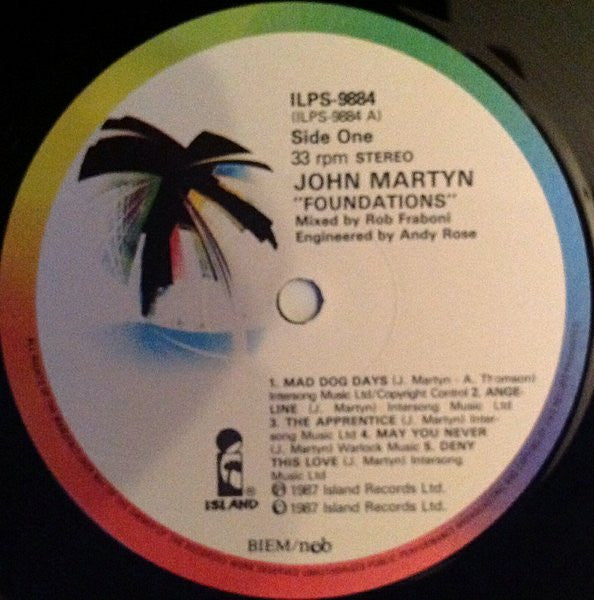 ILPS-9884
(ILPS-9884 A)
Side One
33 rpm STEREO
JOHN MARTYN
"FOUNDATIONS"
Mixed by Rob Fraboni
Engineered by Andy Rose
1. MAD DOG DAYS (J. Martyn - A. Thomson)
Intersong Music Ltd/Copyright Control 2. ANGE-
LINE (J. Martyn) Intersong Music Ltd
3. THE APPRENTICE (J. Martyn) Inter-
song Music Ltd 4. MAY YOU NEVER
(J. Martyn) Warlock Music 5. DENY
THIS LOVE (J. Martyn) Intersong
Music Ltd
℗ 1987 Island Records Ltd.
© 1987 Island Records Ltd.
ISLAND ®
BIEM/ncb